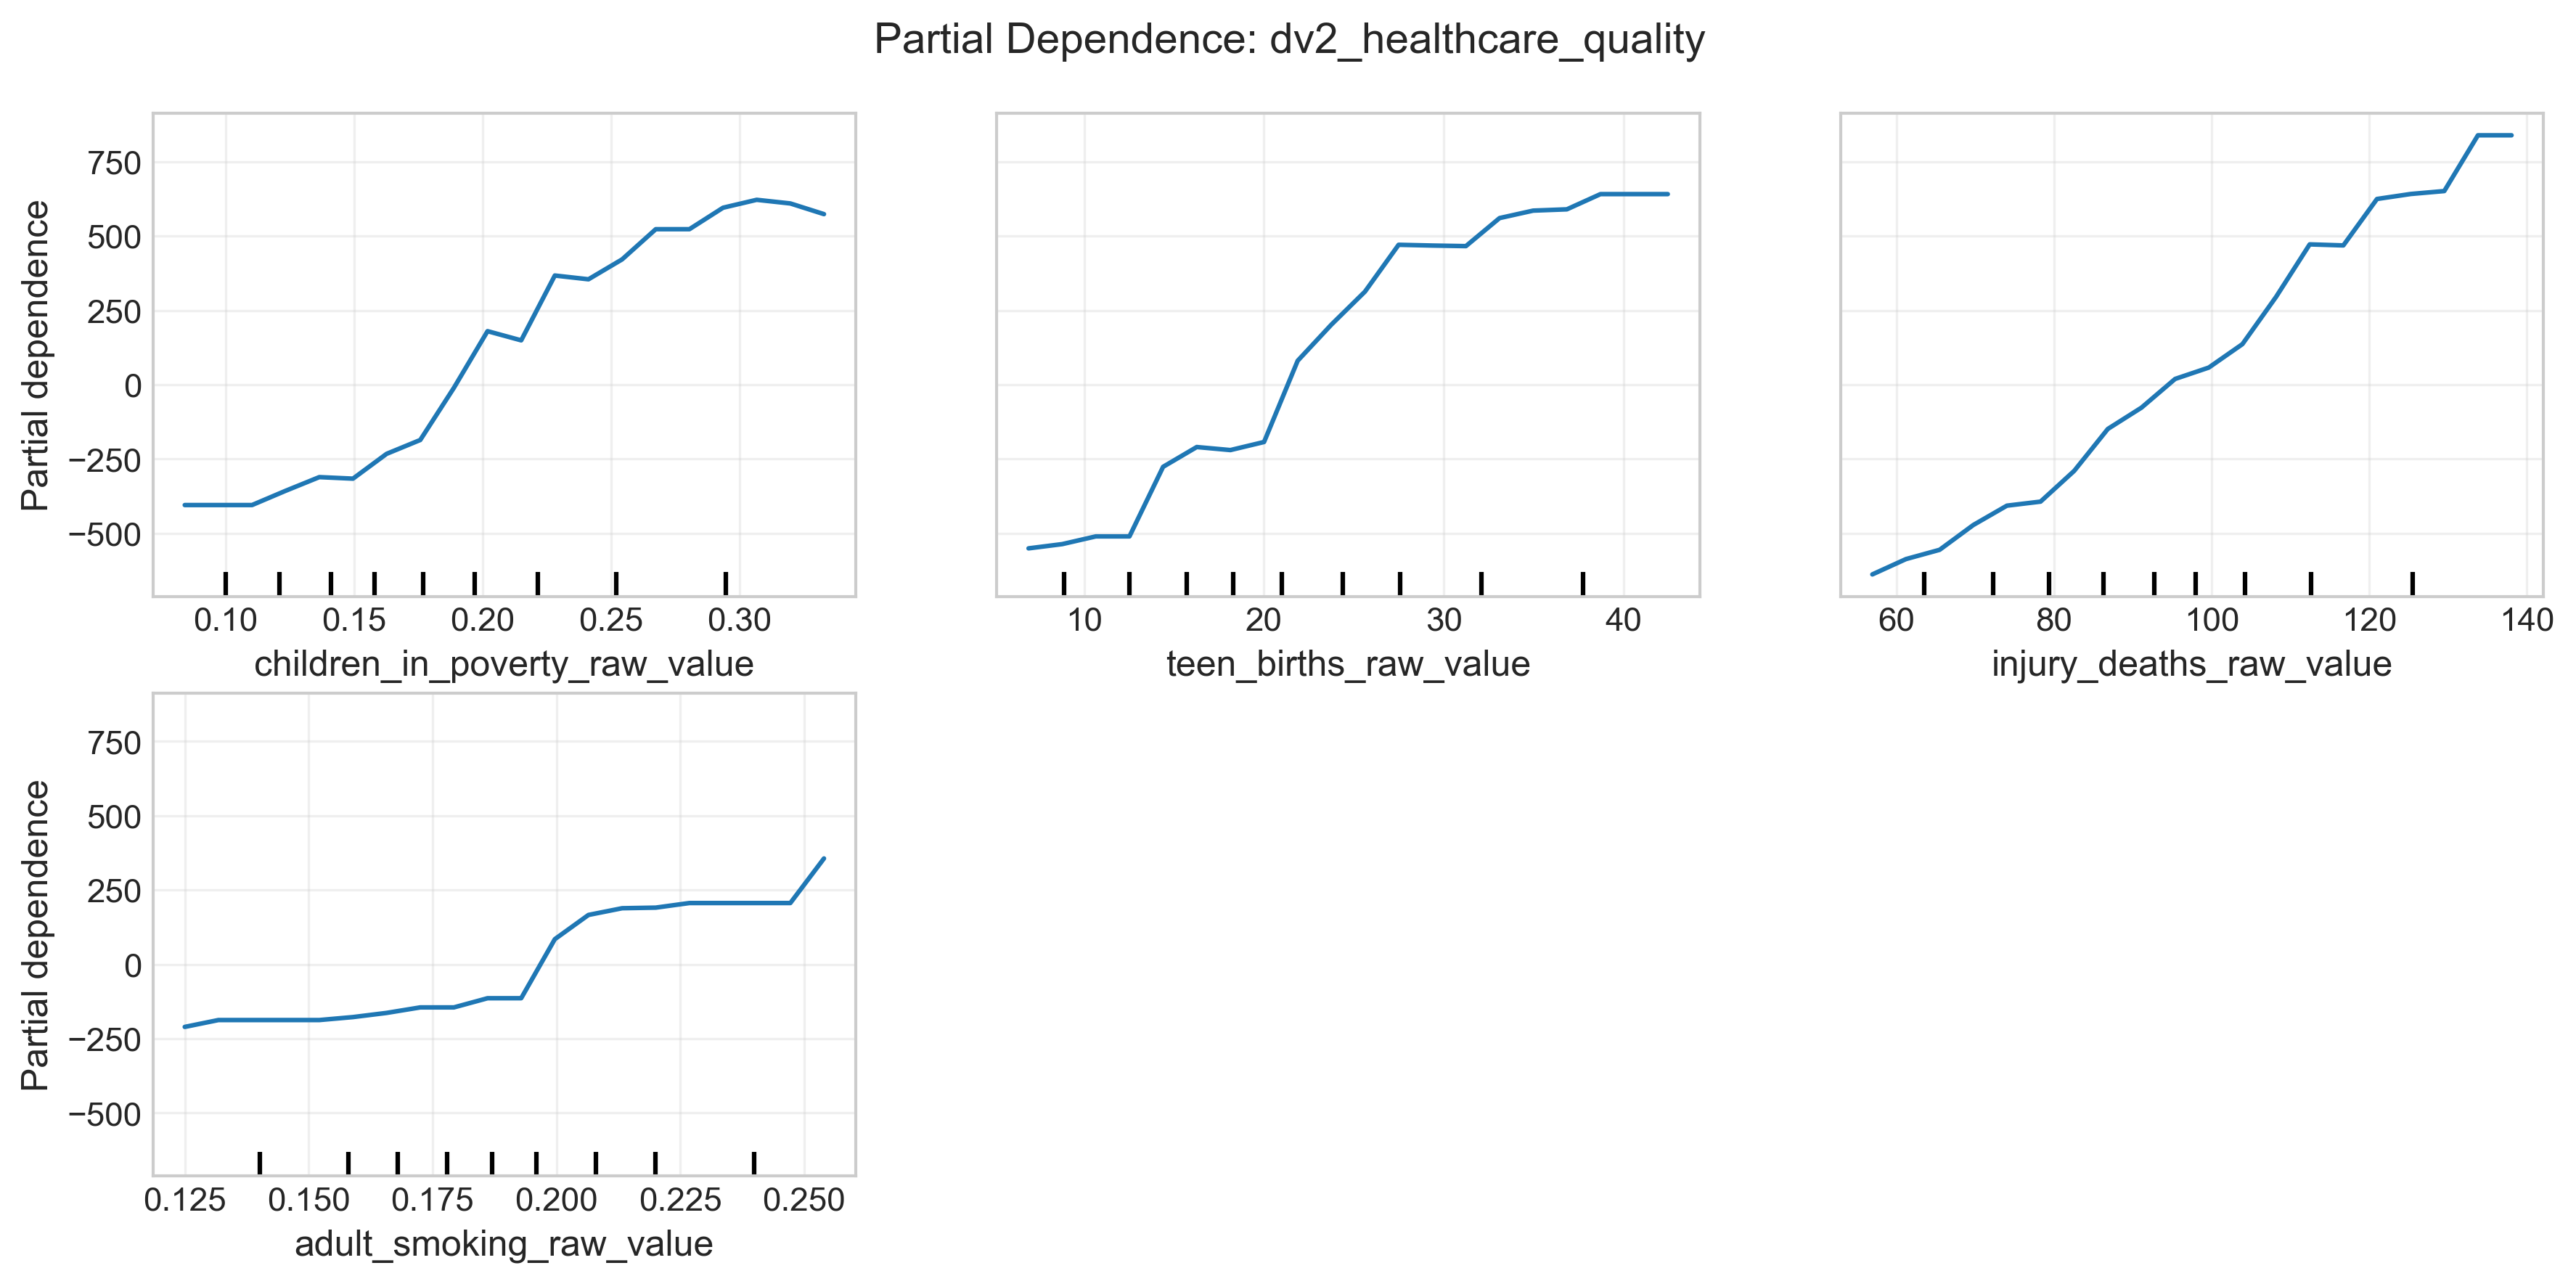 Partial Dependence: dv2_healthcare_quality
Partial dependence
750
500
250
0
−250
−500
0.10 0.15 0.20 0.25 0.30
children_in_poverty_raw_value
10 20 30 40
teen_births_raw_value
60 80 100 120 140
injury_deaths_raw_value
Partial dependence
750
500
250
0
−250
−500
0.125 0.150 0.175 0.200 0.225 0.250
adult_smoking_raw_value